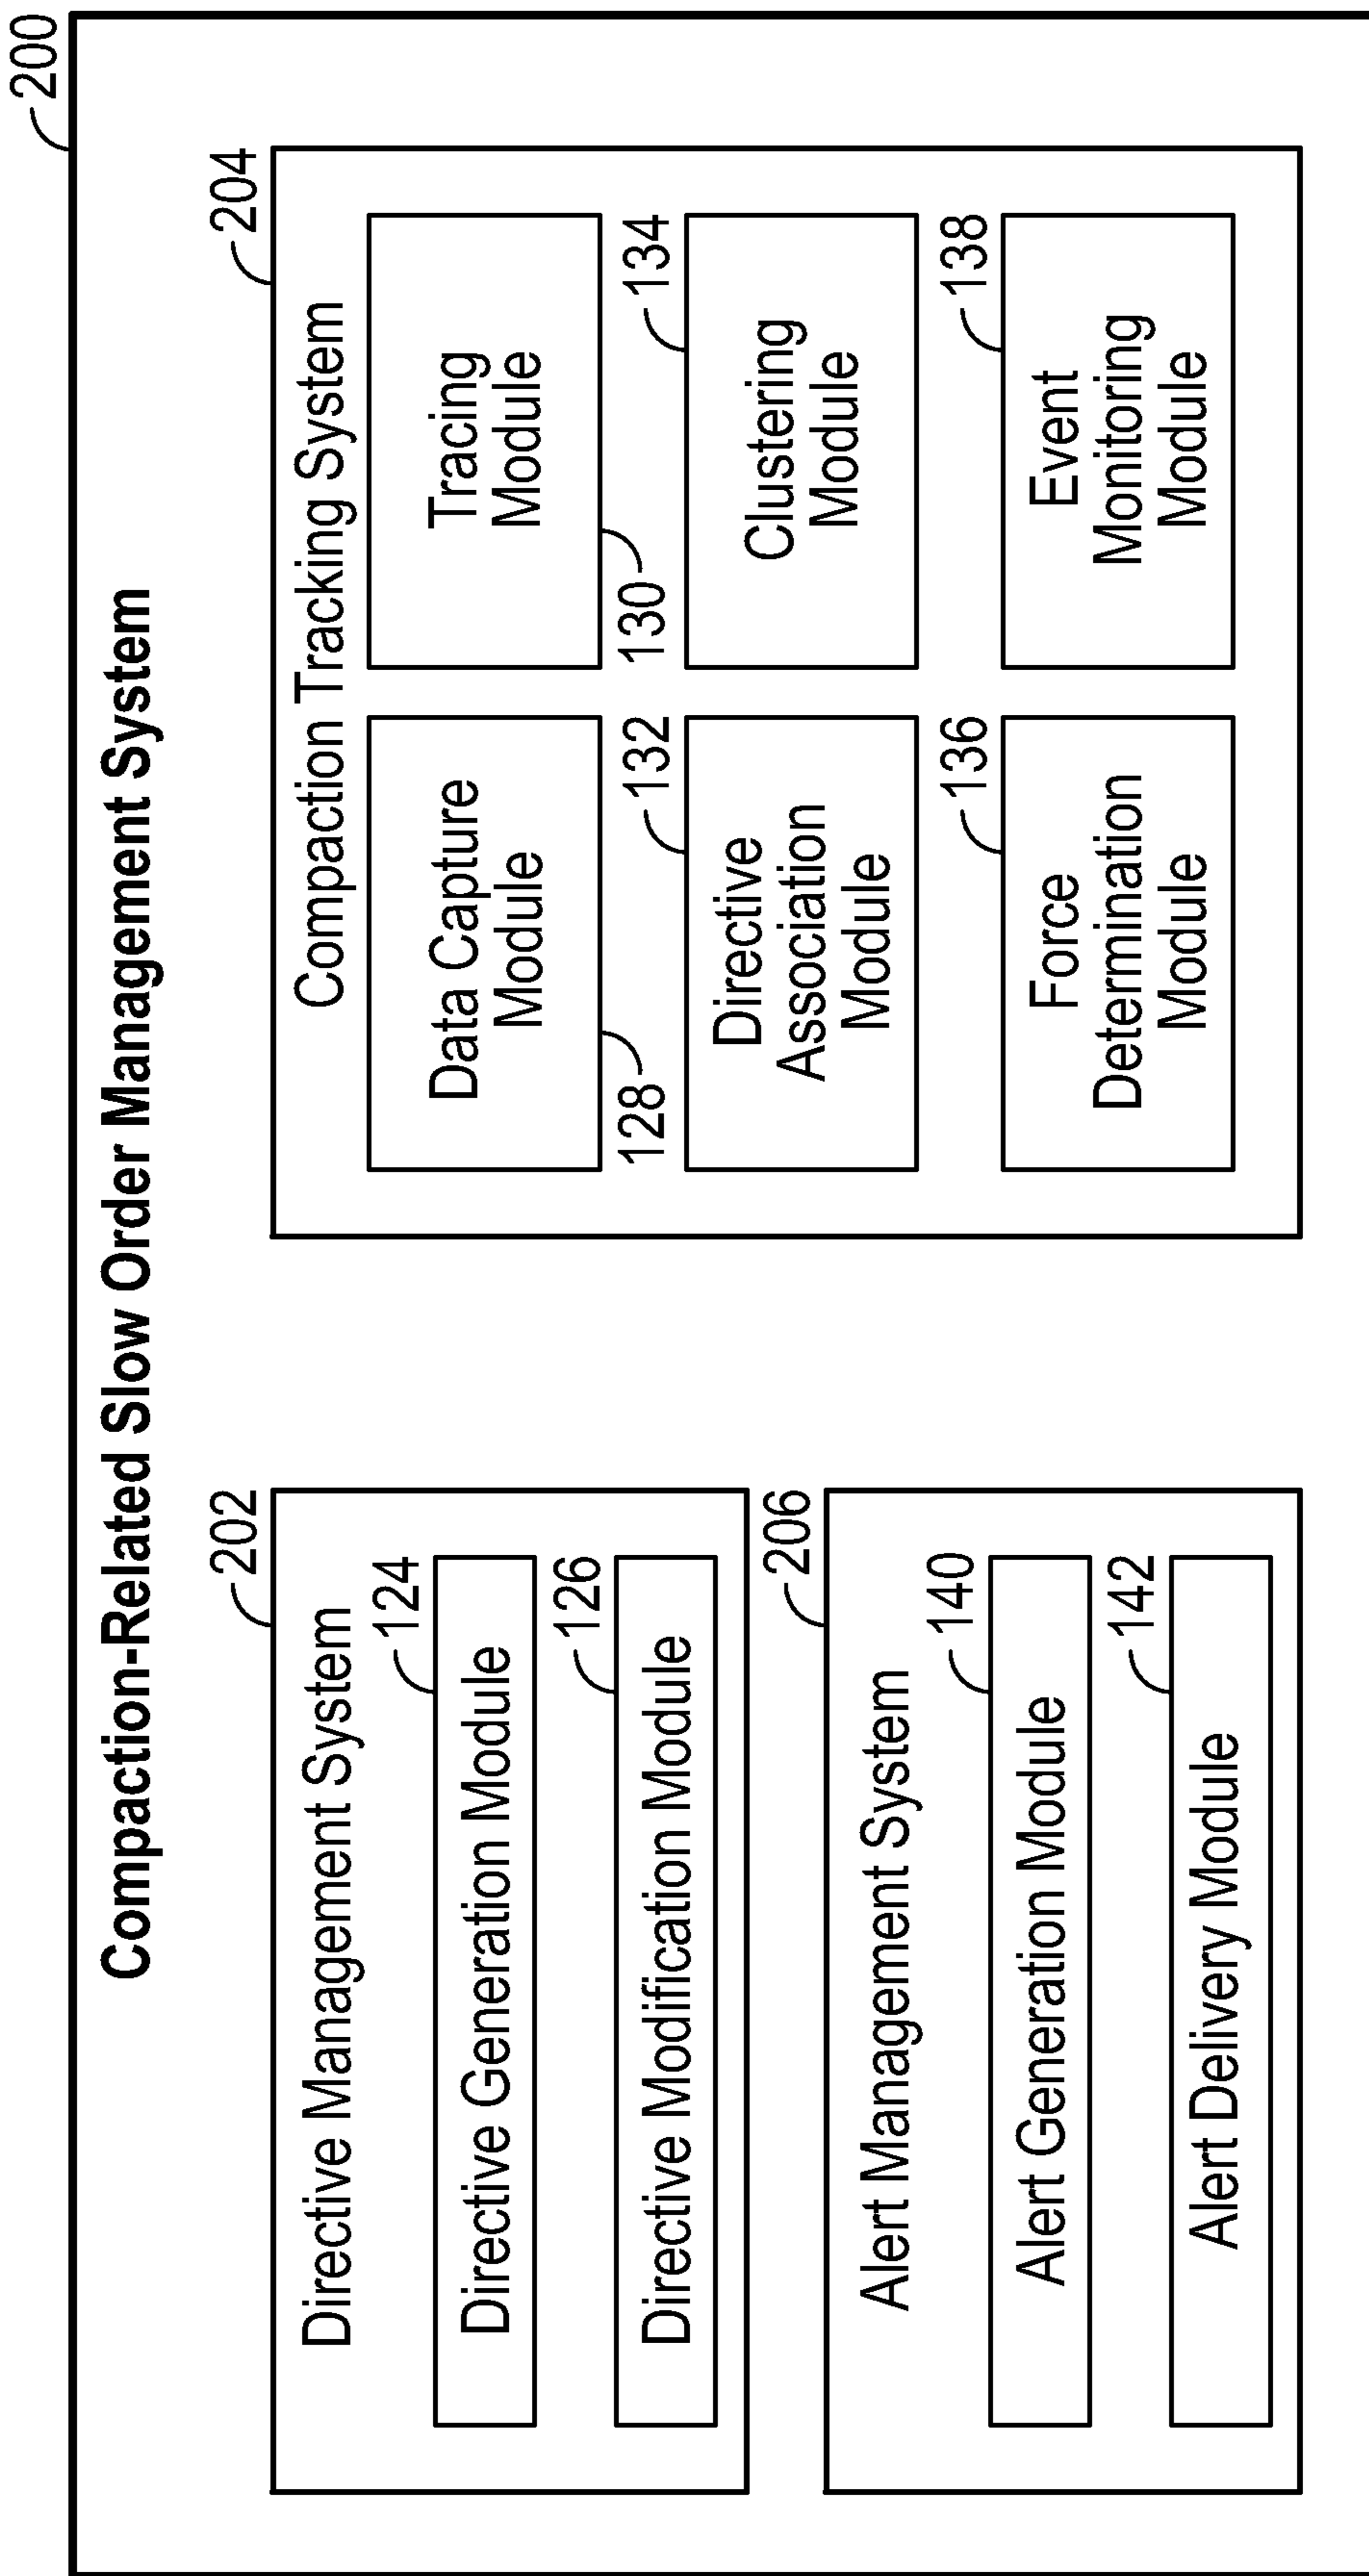 200
Compaction-Related Slow Order Management System
202
Directive Management System
124
Directive Generation Module
126
Directive Modification Module
206
Alert Management System
140
Alert Generation Module
142
Alert Delivery Module
204
Compaction Tracking System
Data Capture
Module
128
Tracing
Module
130
132
Directive
Association
Module
134
Clustering
Module
136
Force
Determination
Module
138
Event
Monitoring
Module